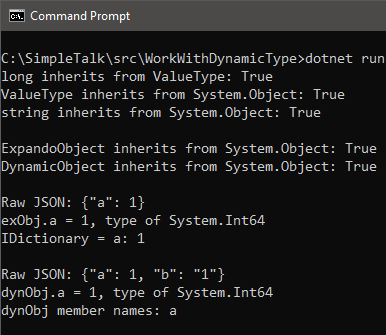 Command Prompt
C:\SimpleTalk\src\WorkWithDynamicType>dotnet run
long inherits from ValueType: True
ValueType inherits from System.Object: True
string inherits from System.Object: True
ExpandoObject inherits from System.Object: True
DynamicObject inherits from System.Object: True
Raw JSON: {"a": 1}
exObj.a = 1, type of System.Int64
IDictionary = a: 1
Raw JSON: {"a": 1, "b": "1"}
dynObj.a = 1, type of System.Int64
dynObj member names: a